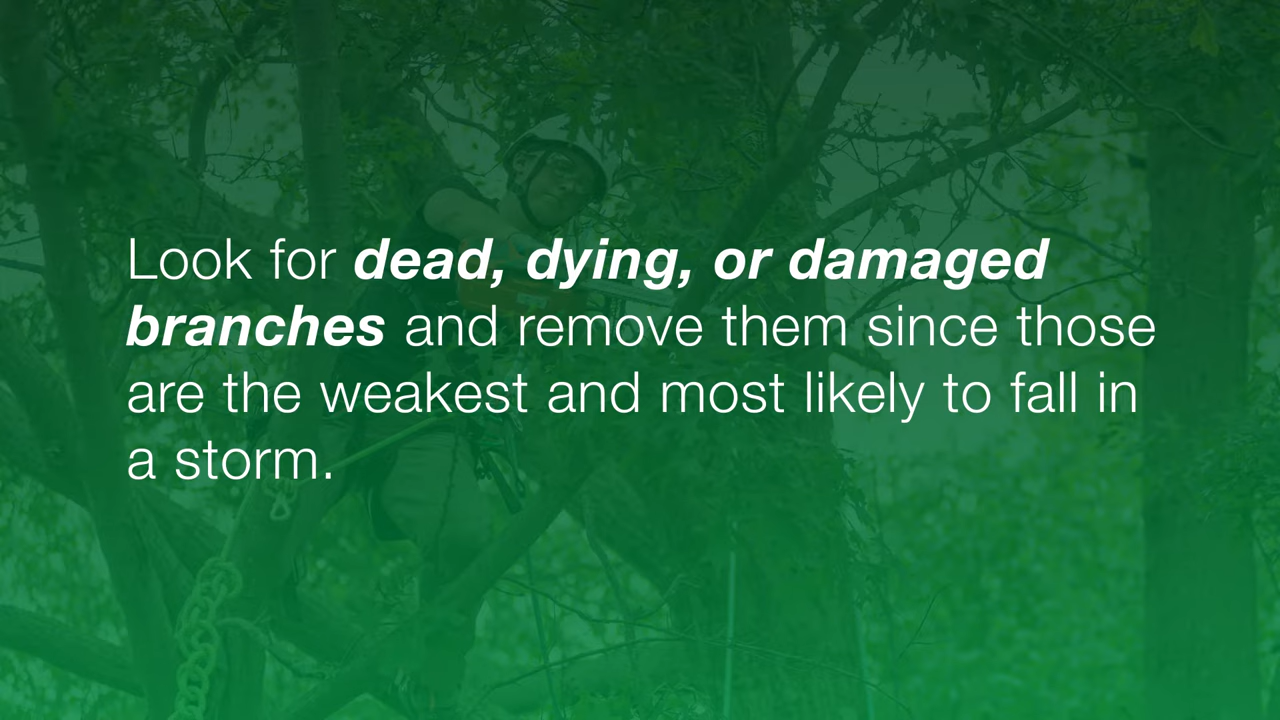 Look for dead, dying, or damaged
branches and remove them since those
are the weakest and most likely to fall in
a storm.